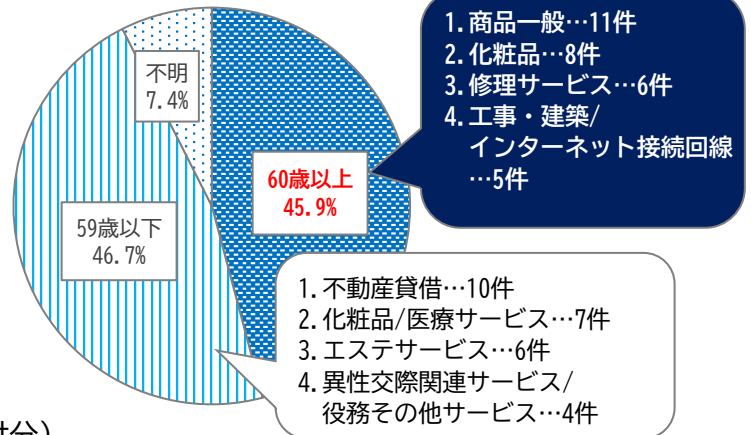 不明
7.4%
60歳以上
45.9%
59歳以下
46.7%
1.商品一般…11件
2.化粧品…8件
3.修理サービス…6件
4.工事・建築/
インターネット接続回線
…5件
1.不動産貸借…10件
2.化粧品/医療サービス…7件
3.エステサービス…6件
4.異性交際関連サービス/
役務その他サービス…4件
分)